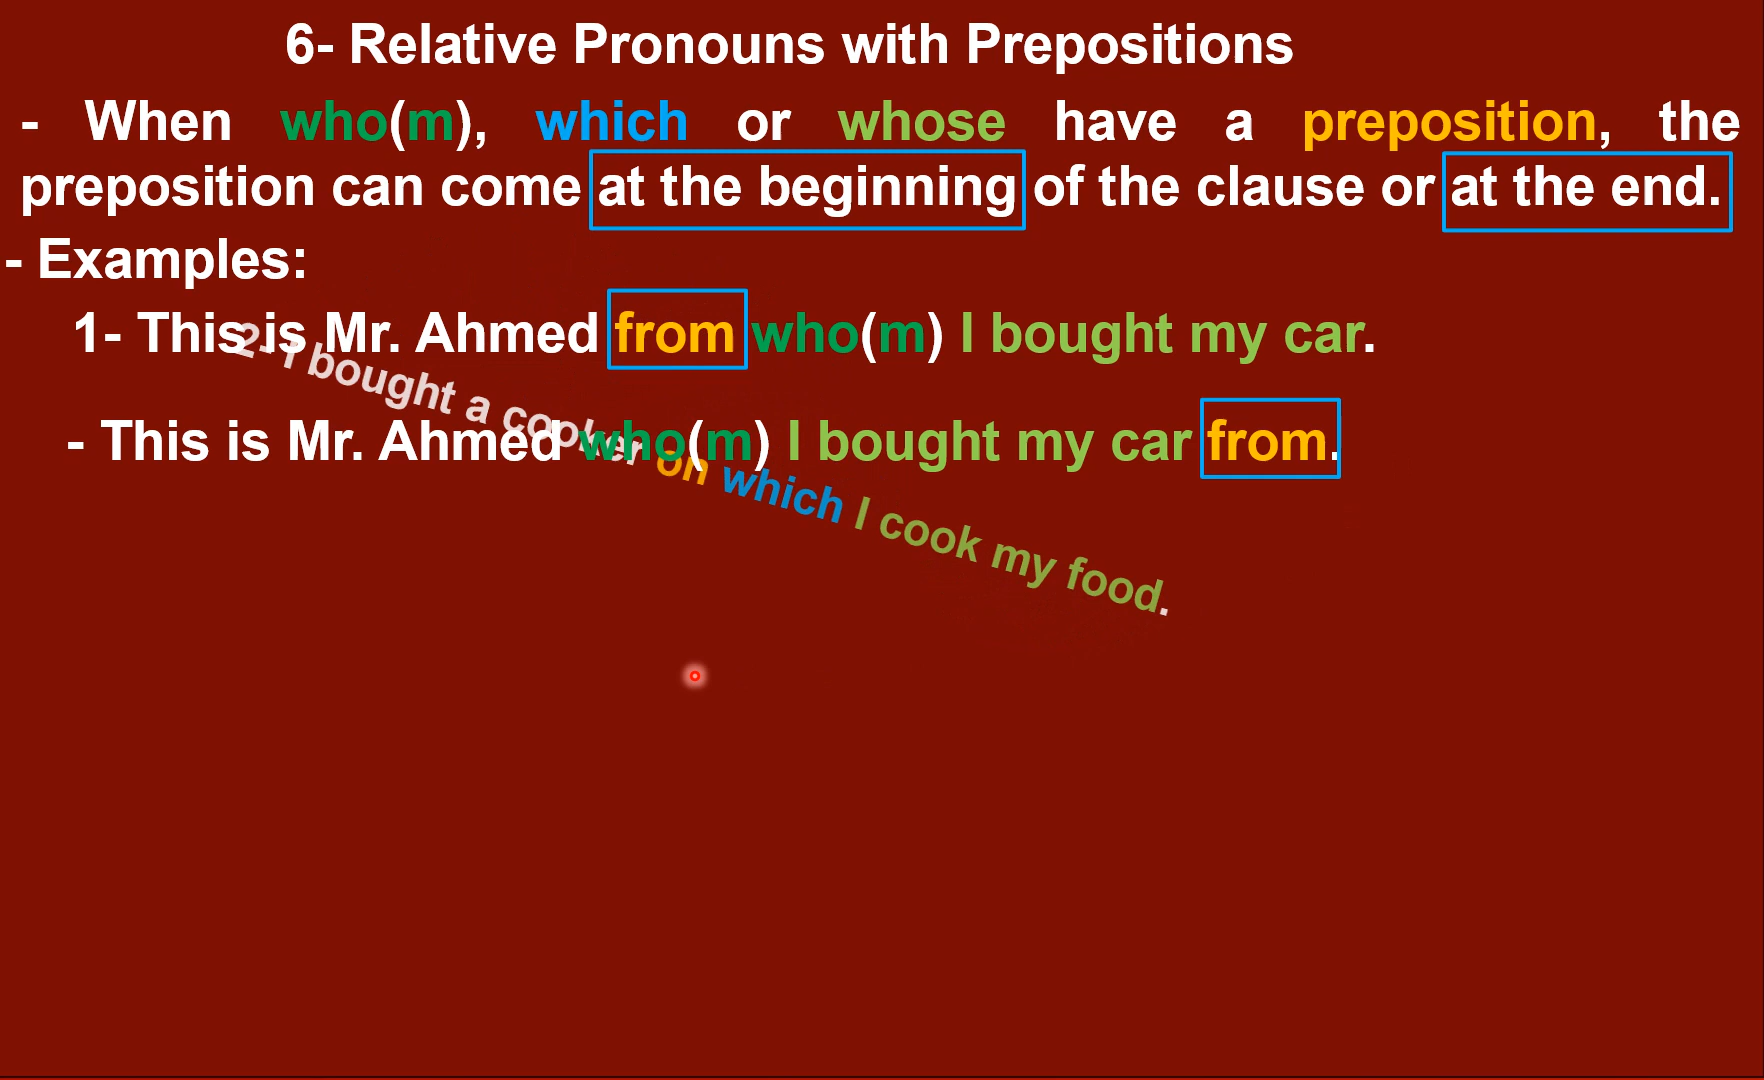 6- Relative Pronouns with Prepositions
- When who(m), which or whose have a preposition, the
preposition can come at the beginning of the clause or at the end.
- Examples:
1- This is Mr. Ahmed from who(m) I bought my car.
- This is Mr. Ahmed who(m) I bought my car from.
2- I bought a cooker on which I cook my food.